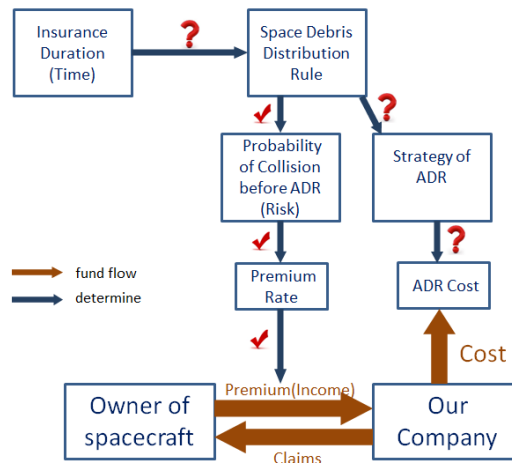 Insurance
Duration
(Time)
?
Space Debris
Distribution
Rule
?
Probability
of Collision
before ADR
(Risk)
Strategy of
ADR
?
Premium
Rate
ADR Cost
fund flow
determine
Cost
Premium(Income)
Owner of
spacecraft
Our
Company
Claims